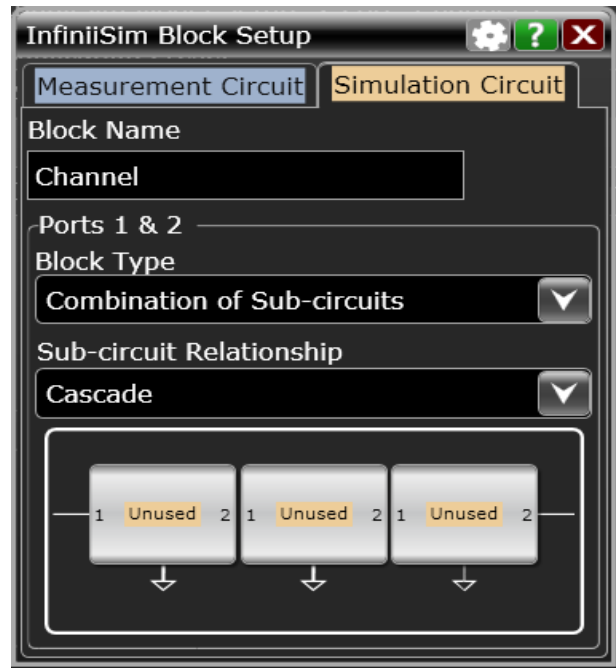 InfiniiSim Block Setup ?
Measurement Circuit Simulation Circuit
Block Name
Channel
Ports 1 & 2
Block Type
Combination of Sub-circuits
Sub-circuit Relationship
Cascade
1 Unused 2 1 Unused 2 1 Unused 2